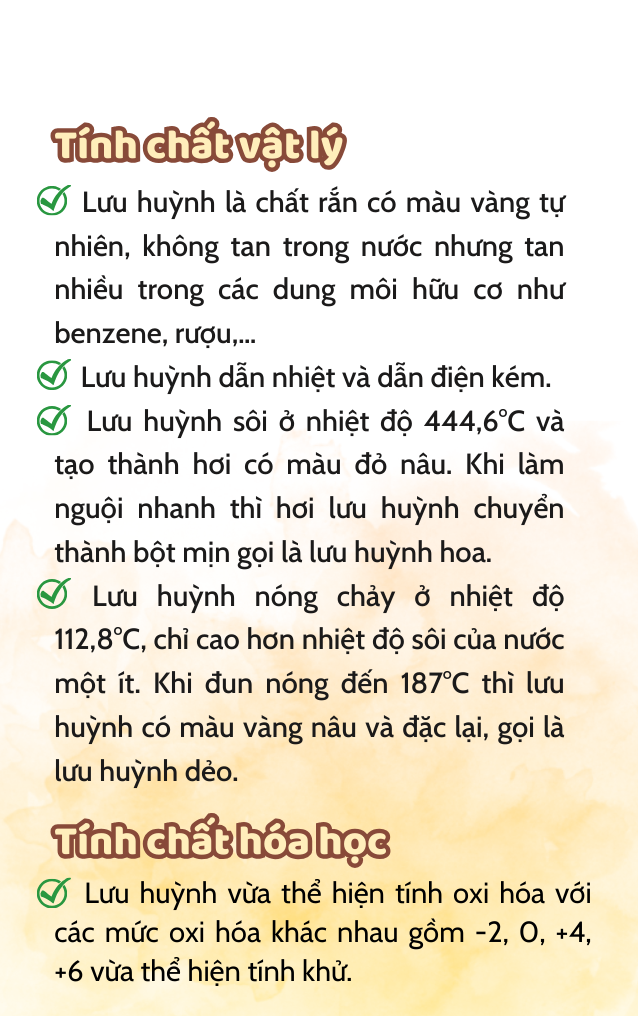 Tính chất vật lý
Lưu huỳnh là chất rắn có màu vàng tự
nhiên, không tan trong nước nhưng tan
nhiều trong các dung môi hữu cơ như
benzene, rượu,...
Lưu huỳnh dẫn nhiệt và dẫn điện kém.
Lưu huỳnh sôi ở nhiệt độ 444,6°C và
tạo thành hơi có màu đỏ nâu. Khi làm
nguội nhanh thì hơi lưu huỳnh chuyển
thành bột mịn gọi là lưu huỳnh hoa.
Lưu huỳnh nóng chảy ở nhiệt độ
112,8°C, chỉ cao hơn nhiệt độ sôi của nước
một ít. Khi đun nóng đến 187°C thì lưu
huỳnh có màu vàng nâu và đặc lại, gọi là
lưu huỳnh dẻo.
Tính chất hóa học
Lưu huỳnh vừa thể hiện tính oxi hóa với
các mức oxi hóa khác nhau gồm -2, 0, +4,
+6 vừa thể hiện tính khử.